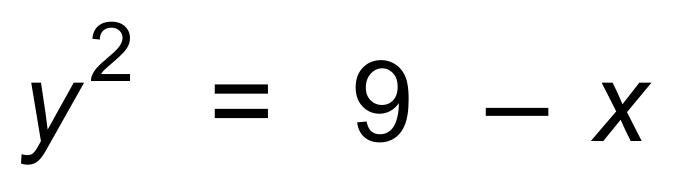 y² = 9 − x